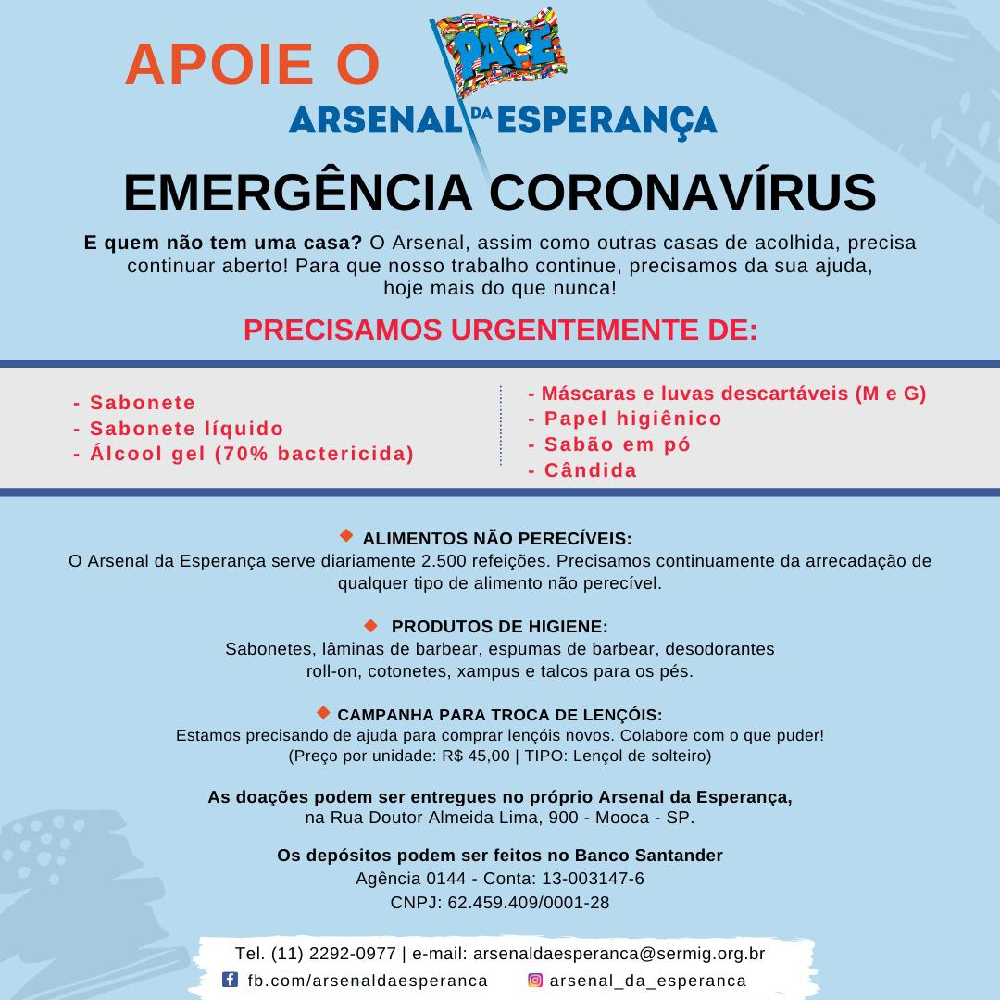 APOIE O
PACE
ARSENAL DA ESPERANÇA
EMERGÊNCIA CORONAVÍRUS
E quem não tem uma casa? O Arsenal, assim como outras casas de acolhida, precisa
continuar aberto! Para que nosso trabalho continue, precisamos da sua ajuda,
hoje mais do que nunca!
PRECISAMOS URGENTEMENTE DE:
- Sabonete
- Sabonete líquido
- Álcool gel (70% bactericida)
- Máscaras e luvas descartáveis (M e G)
- Papel higiênico
- Sabão em pó
- Cândida
ALIMENTOS NÃO PERECÍVEIS:
O Arsenal da Esperança serve diariamente 2.500 refeições. Precisamos continuamente da arrecadação de
qualquer tipo de alimento não perecível.
PRODUTOS DE HIGIENE:
Sabonetes, lâminas de barbear, espumas de barbear, desodorantes
roll-on, cotonetes, xampus e talcos para os pés.
CAMPANHA PARA TROCA DE LENÇÓIS:
Estamos precisando de ajuda para comprar lençóis novos. Colabore com o que puder!
(Preço por unidade: R$ 45,00 | TIPO: Lençol de solteiro)
As doações podem ser entregues no próprio Arsenal da Esperança,
na Rua Doutor Almeida Lima, 900 - Mooca - SP.
Os depósitos podem ser feitos no Banco Santander
Agência 0144 - Conta: 13-003147-6
CNPJ: 62.459.409/0001-28
Tel. (11) 2292-0977 | e-mail: arsenaldaesperanca@sermig.org.br
fb.com/arsenaldaesperanca arsenal_da_esperanca